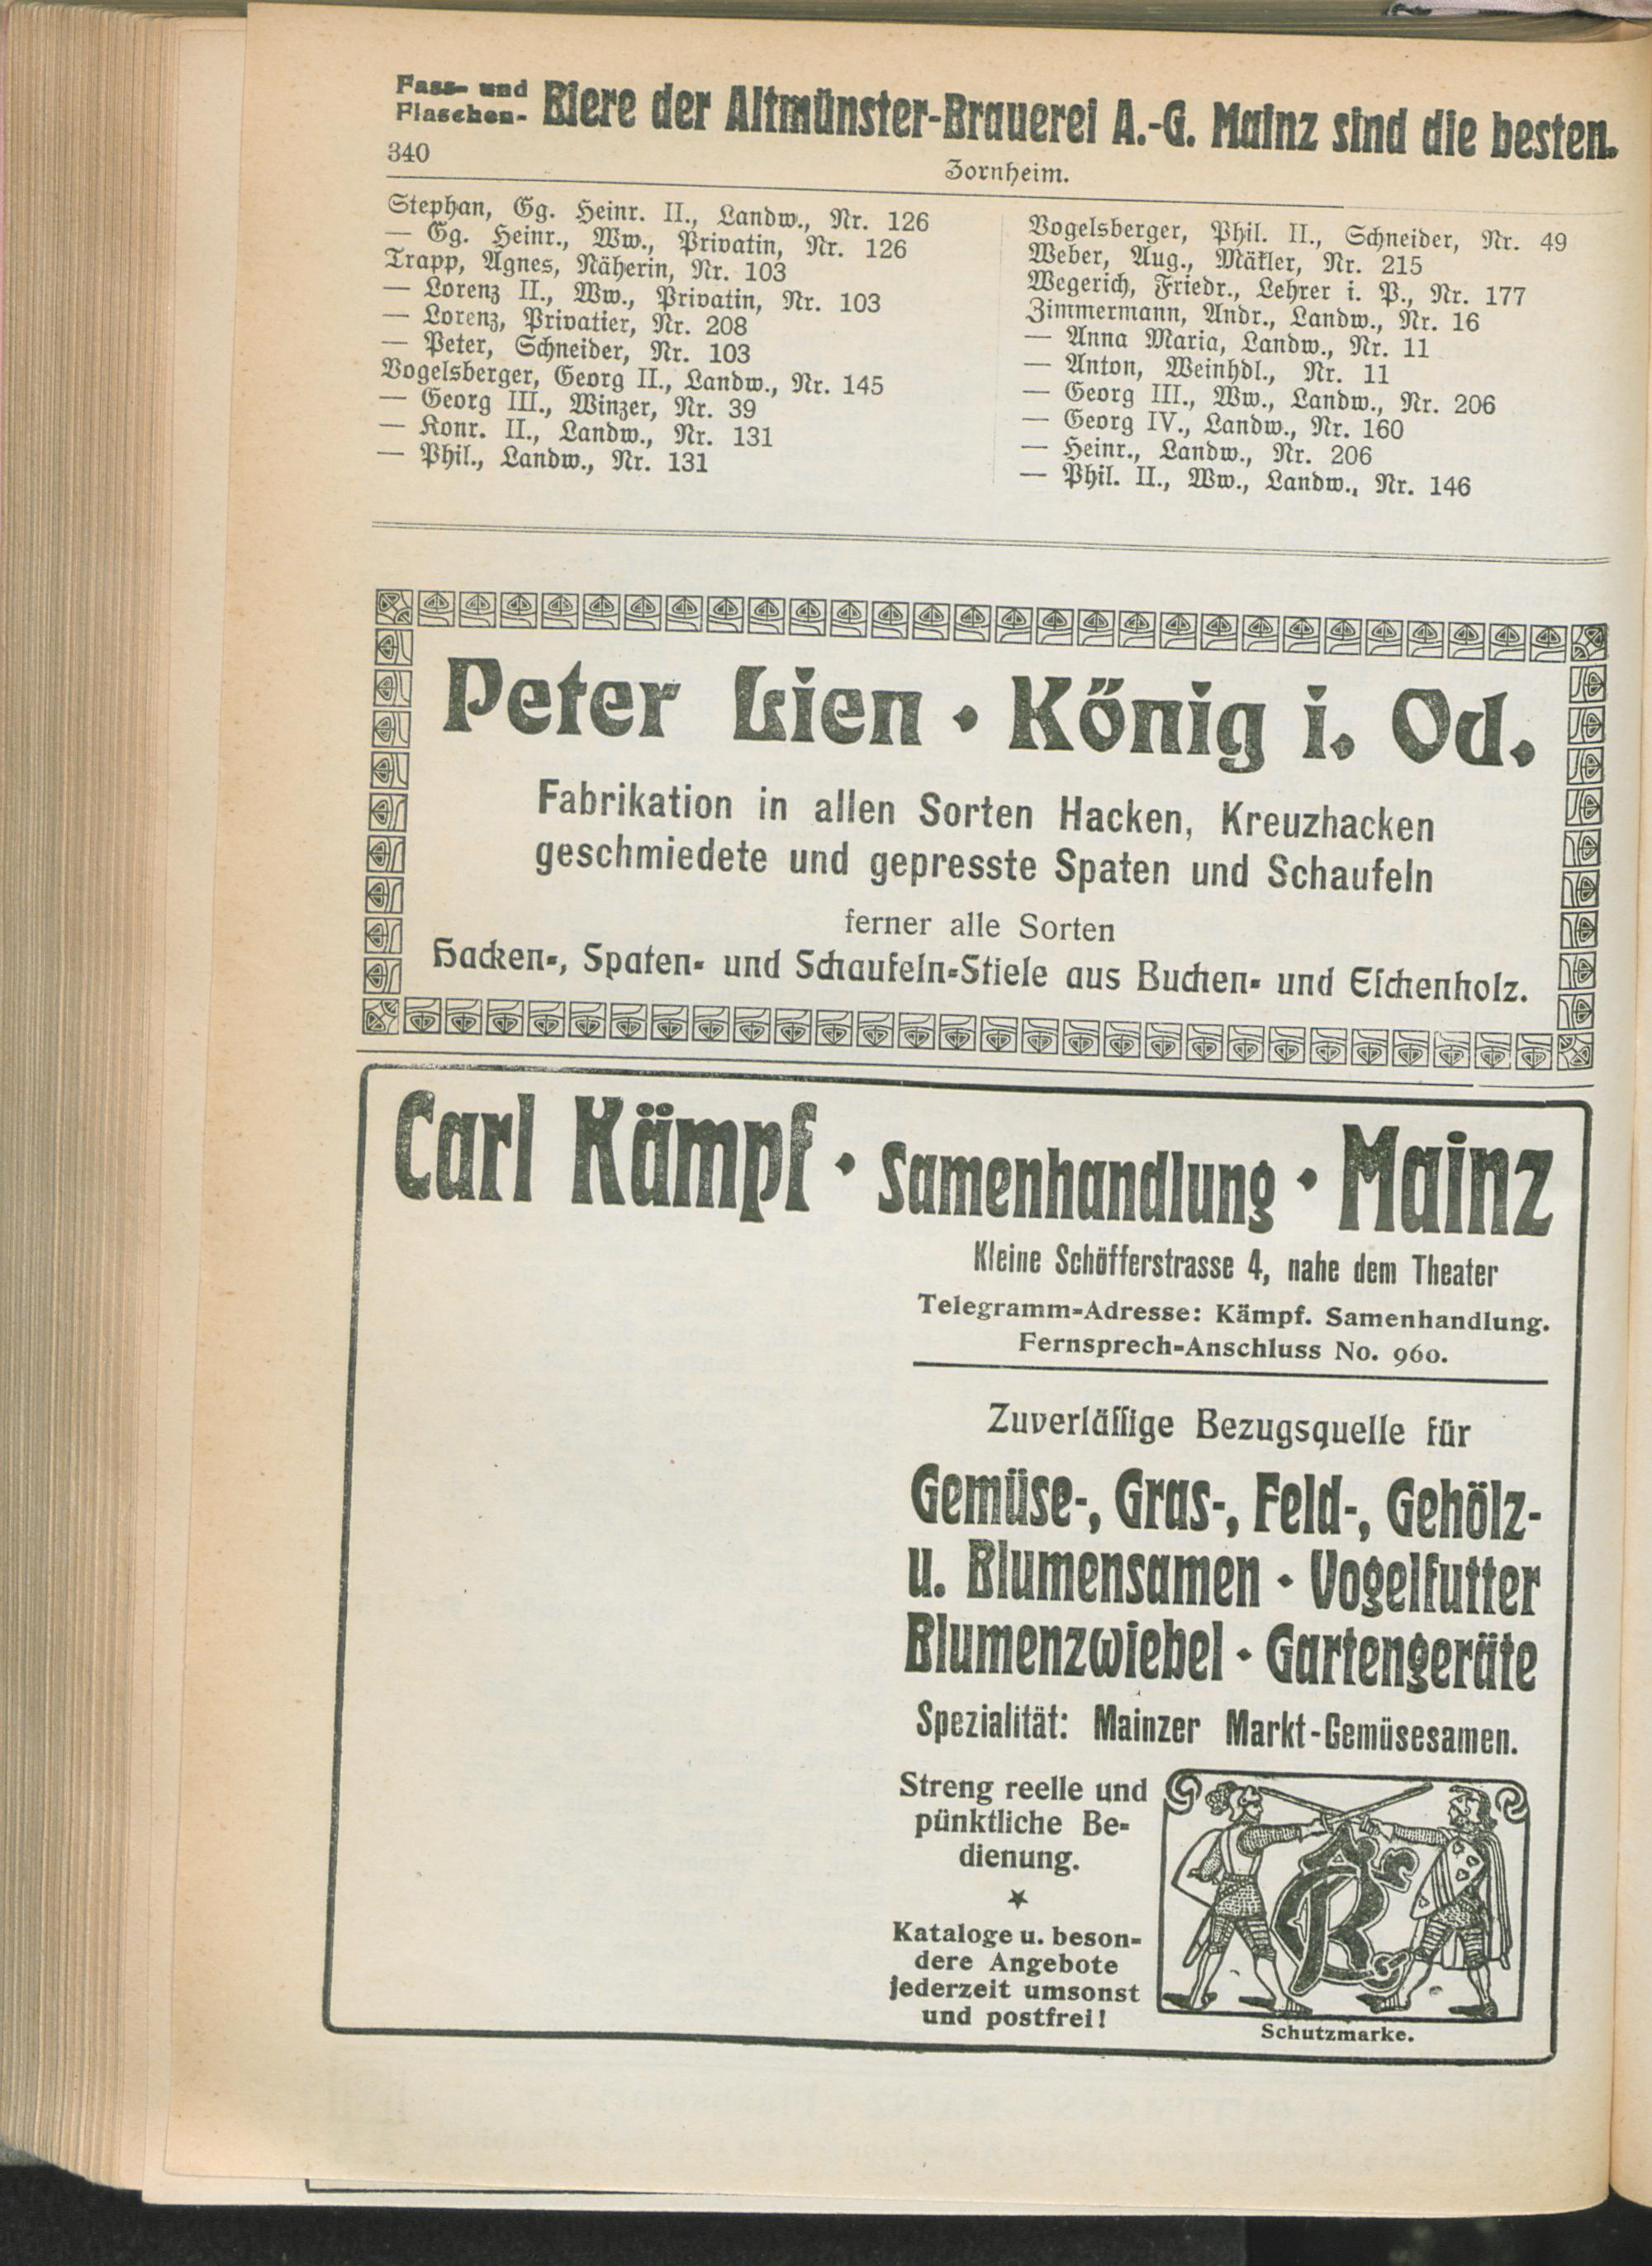 Fass- und
Flaschen- Biere der Altmünster-Brauerei A.-G. Mainz sind die besten.
340
Zornheim.
Stephan, Gg. Heinr. II., Landw., Nr. 126
— Gg. Heinr., Ww., Privatin, Nr. 126
Trapp, Agnes, Näherin, Nr. 103
— Lorenz II., Ww., Privatin, Nr. 103
— Lorenz, Privatier, Nr. 208
— Peter, Schneider, Nr. 103
Vogelsberger, Georg II., Landw., Nr. 145
— Georg III., Winzer, Nr. 39
— Konr. II., Landw., Nr. 131
— Phil., Landw., Nr. 131
Vogelsberger, Phil. II., Schneider, Nr. 49
Weber, Aug., Mäkler, Nr. 215
Wegerich, Friedr., Lehrer i. P., Nr. 177
Zimmermann, Andr., Landw., Nr. 16
— Anna Maria, Landw., Nr. 11
— Anton, Weinhdl., Nr. 11
— Georg III., Ww., Landw., Nr. 206
— Georg IV., Landw., Nr. 160
— Heinr., Landw., Nr. 206
— Phil. II., Ww., Landw., Nr. 146
Peter Lien • König i. Od.
Fabrikation in allen Sorten Hacken, Kreuzhacken
geschmiedete und gepresste Spaten und Schaufeln
ferner alle Sorten
Hacken-, Spaten- und Schaufeln-Stiele aus Buchen- und Eſchenholz.
Carl Kämpf • Samenhandlung • Mainz
Kleine Schöfferstrasse 4, nahe dem Theater
Telegramm-Adresse: Kämpf. Samenhandlung.
Fernsprech-Anschluss No. 960.
Zuverläſſige Bezugsquelle für
Gemüse-, Gras-, Feld-, Gehölz-
u. Blumensamen • Vogelfutter
Blumenzwiebel • Gartengeräte
Spezialität: Mainzer Markt-Gemüsesamen.
Streng reelle und
pünktliche Be-
dienung.
Kataloge u. beson-
dere Angebote
jederzeit umsonst
und postfrei!
Schutzmarke.